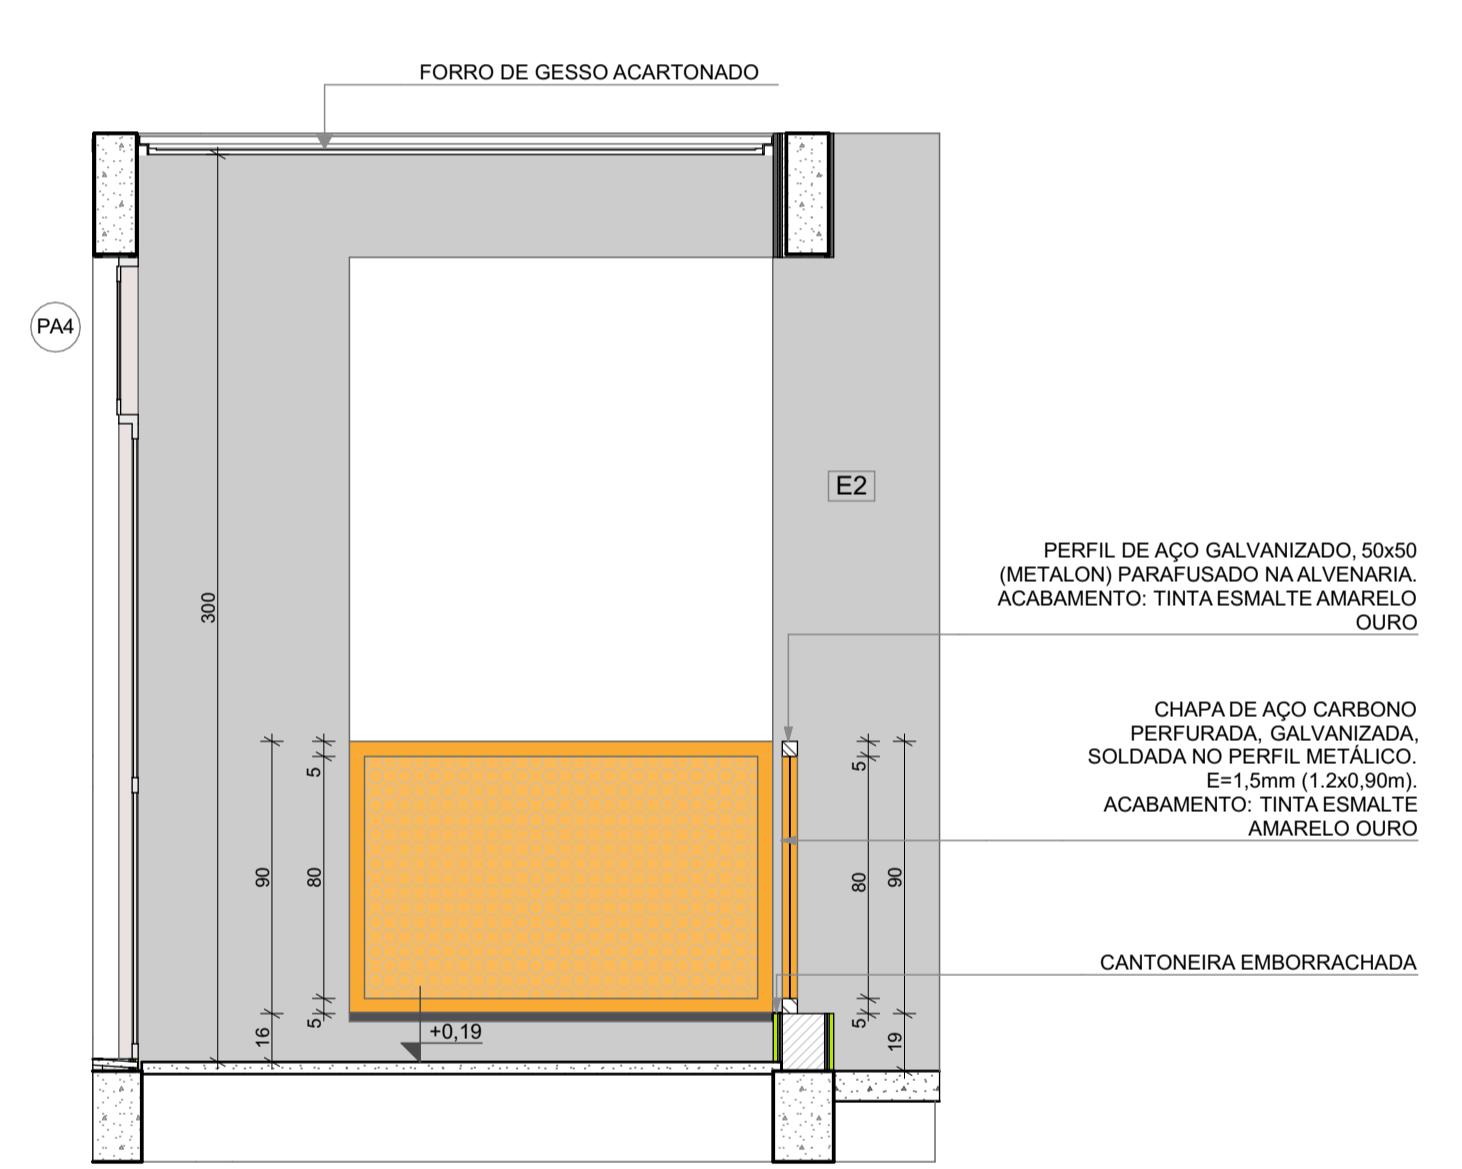 FORRO DE GESSO ACARTONADO
PA4
E2
PERFIL DE AÇO GALVANIZADO, 50x50
(METALON) PARAFUSADO NA ALVENARIA.
ACABAMENTO: TINTA ESMALTE AMARELO
OURO
300
CHAPA DE AÇO CARBONO
PERFURADA, GALVANIZADA,
SOLDADA NO PERFIL METÁLICO.
E=1,5mm (1.2x0,90m).
ACABAMENTO: TINTA ESMALTE
AMARELO OURO
5
5
90
80
80
90
CANTONEIRA EMBORRACHADA
16
5
+0,19
5
19